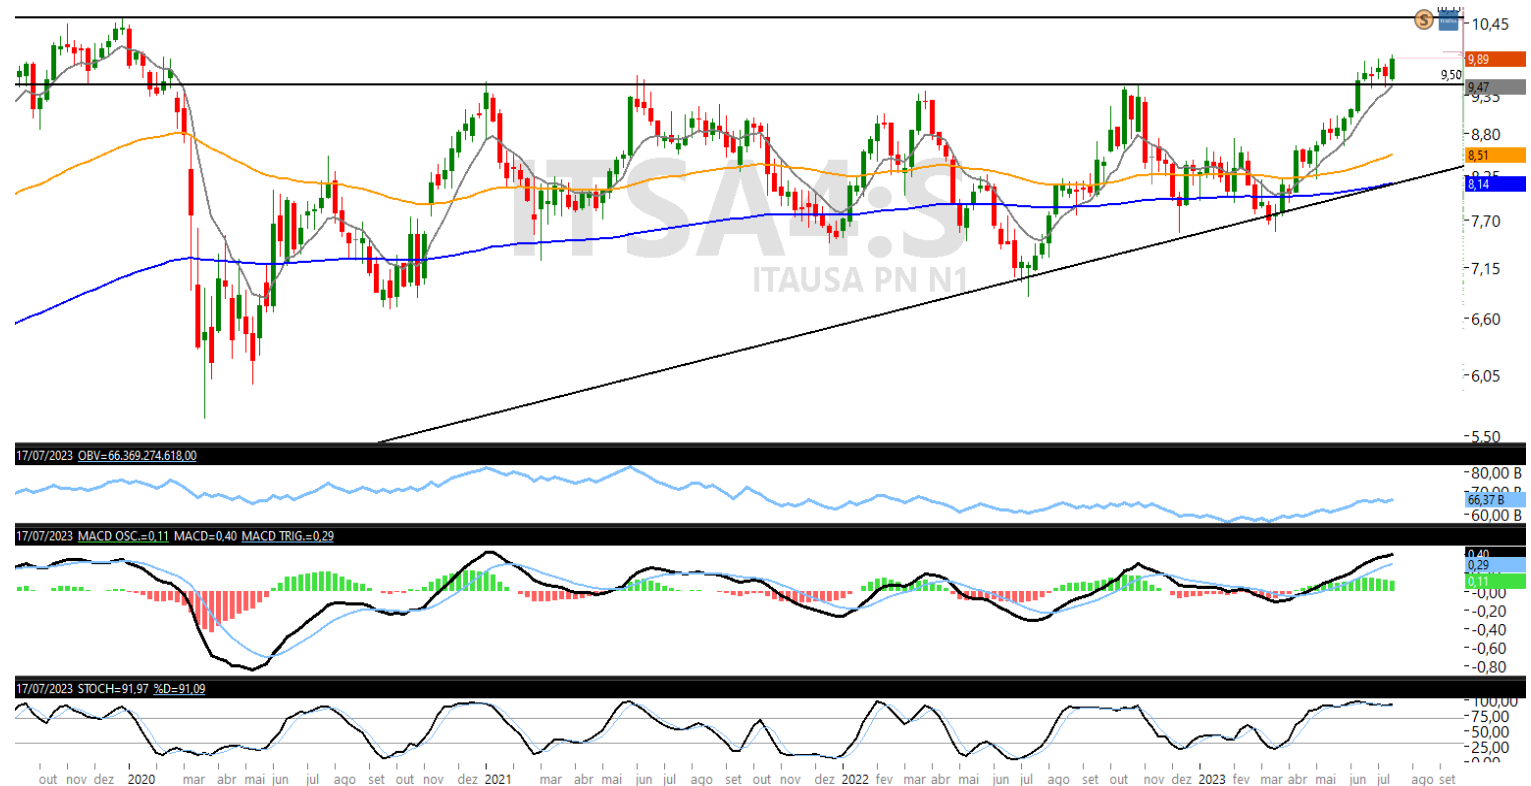 10,45
9,89
9,50
9,47
9,35
8,80
8,51
8,14
7,70
7,15
6,60
6,05
5,50
ITSA4:S
ITAUSA PN N1
17/07/2023 OBV=66.369.274.618,00
80,00 B
66,37 B
60,00 B
17/07/2023 MACD OSC.=0,11 MACD=0,40 MACD TRIG.=0,29
0,40
0,29
0,11
-0,00
-0,20
-0,40
-0,60
-0,80
17/07/2023 STOCH=91,97 %D=91,09
100,00
75,00
50,00
25,00
out nov dez 2020 mar abr mai jun jul ago set out nov dez 2021 mar abr mai jun jul ago set out nov dez 2022 fev mar abr mai jun jul ago set out nov dez 2023 fev mar abr mai jun jul ago set